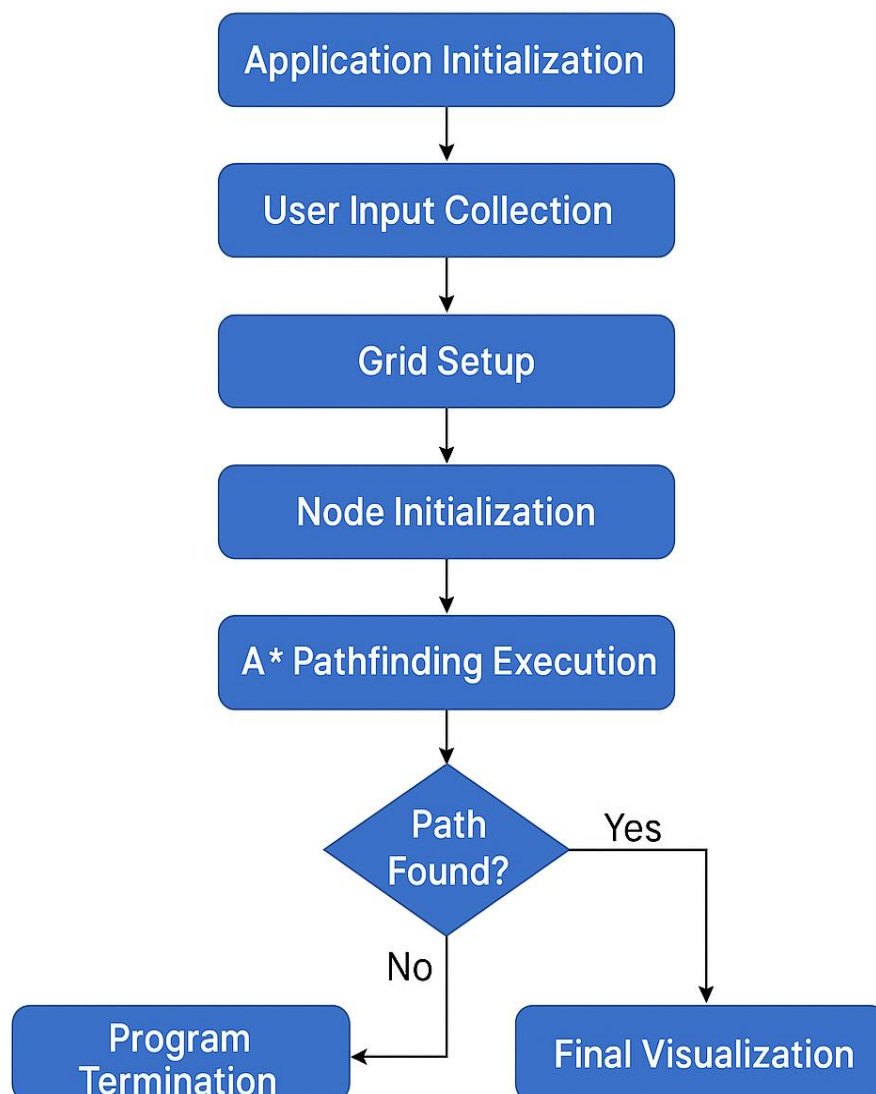 Application Initialization
User Input Collection
Grid Setup
Node Initialization
A* Pathfinding Execution
Path
Found?
Yes
No
Program
Termination
Final Visualization